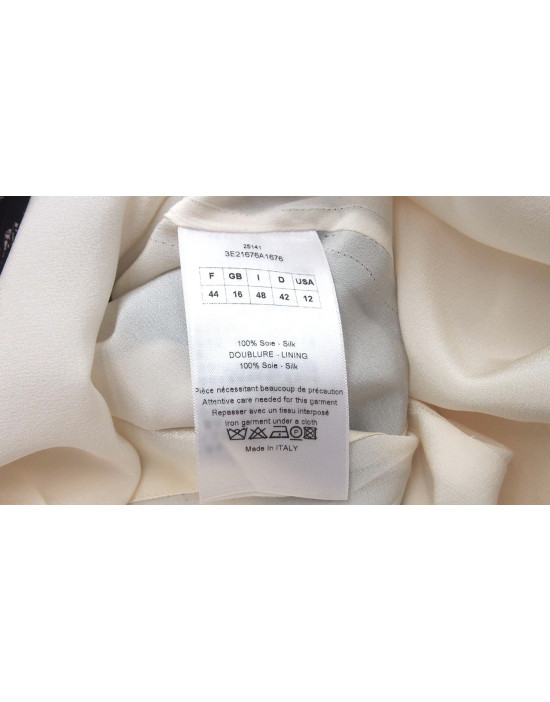 25141
3E21676A1676
F GB I D USA
44 16 48 42 12
100% Soie - Silk
DOUBLURE - LINING
100% Soie - Silk
Pièce nécessitant beaucoup de précaution
Attentive care needed for this garment
Repasser avec un tissu interposé
Iron garment under a cloth
Made in ITALY